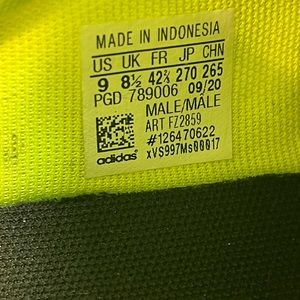 MADE IN INDONESIA
US UK FR JP CHN
9 8½ 42⅔ 270 265
PGD 789006 09/20
MALE/MÂLE
ART FZ2859
#126470622
xVS997Ms00017
adidas